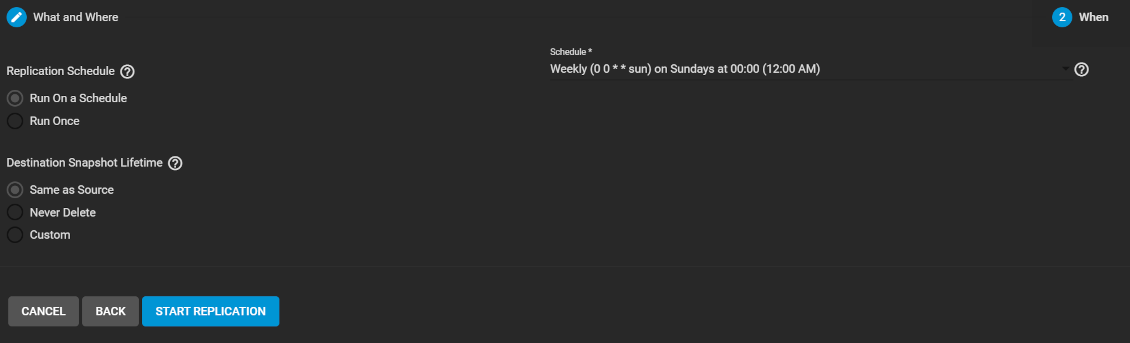 What and Where
2 When
Replication Schedule ?
Run On a Schedule
Run Once
Schedule *
Weekly (0 0 * * sun) on Sundays at 00:00 (12:00 AM) ?
Destination Snapshot Lifetime ?
Same as Source
Never Delete
Custom
CANCEL BACK START REPLICATION